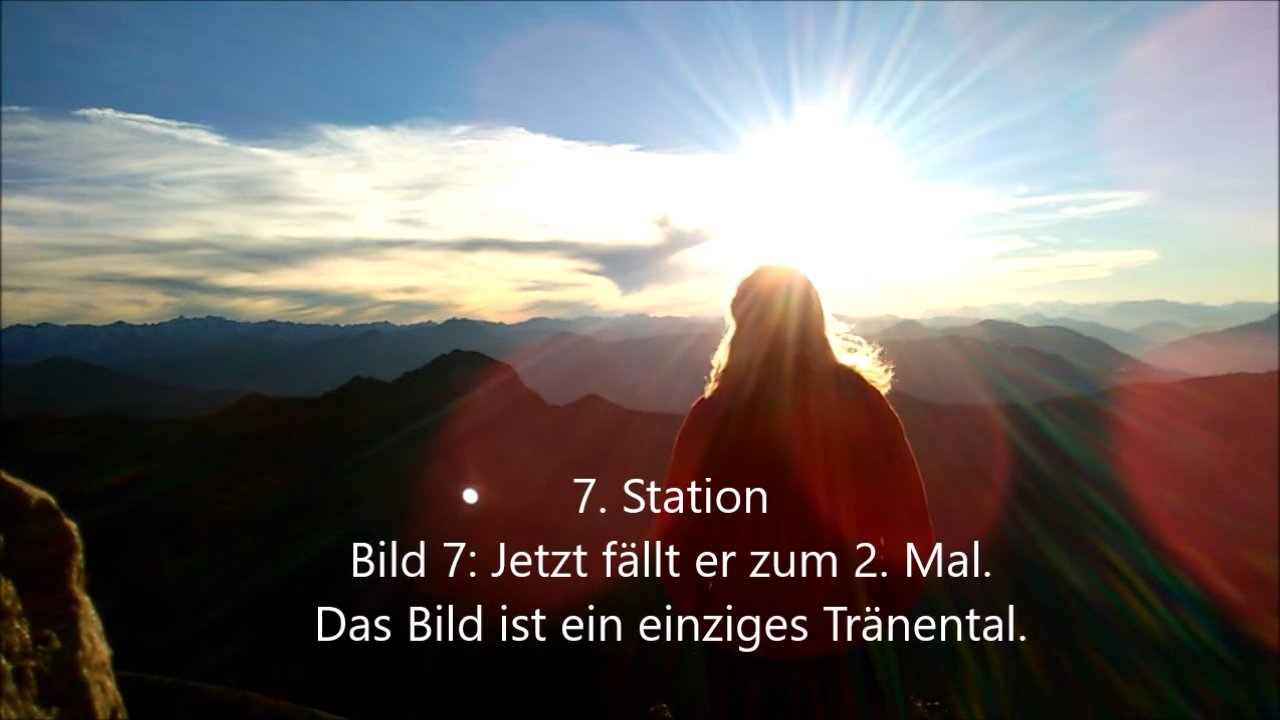 7. Station
Bild 7: Jetzt fällt er zum 2. Mal.
Das Bild ist ein einziges Tränental.